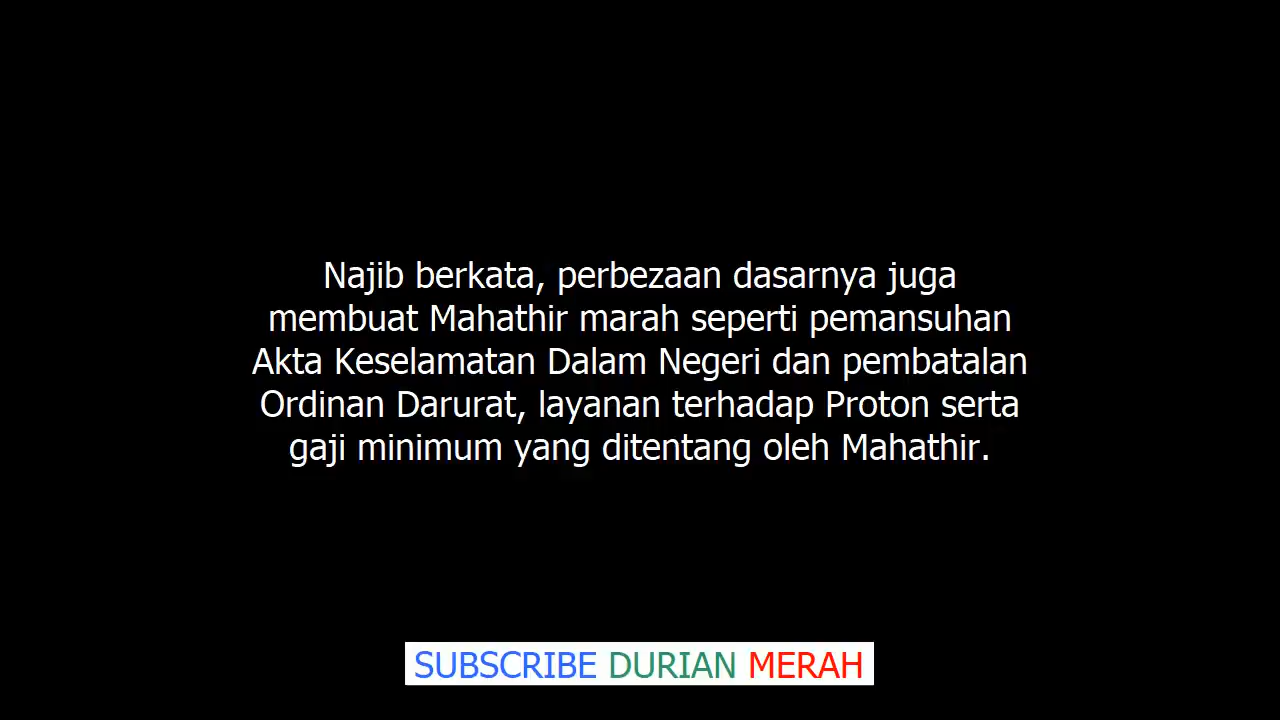 Najib berkata, perbezaan dasarnya juga
membuat Mahathir marah seperti pemansuhan
Akta Keselamatan Dalam Negeri dan pembatalan
Ordinan Darurat, layanan terhadap Proton serta
gaji minimum yang ditentang oleh Mahathir.
SUBSCRIBE DURIAN MERAH